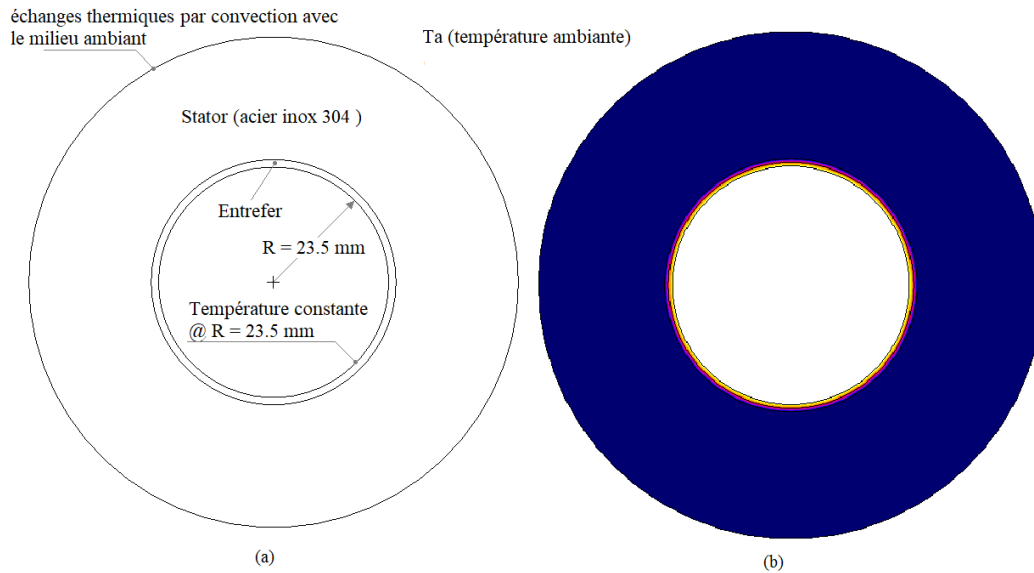 échanges thermiques par convection avec
le milieu ambiant
Ta (température ambiante)
Stator (acier inox 304 )
Entrefer
R = 23.5 mm
Température constante
@ R = 23.5 mm
(a)
(b)